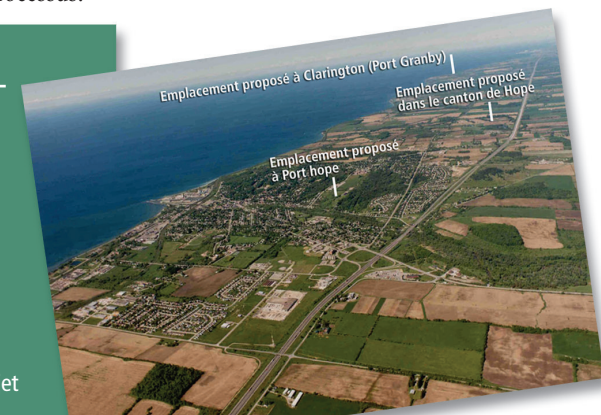 Emplacement proposé à Clarington (Port Granby)
Emplacement proposé
dans le canton de Hope
Emplacement proposé
à Port hope
et